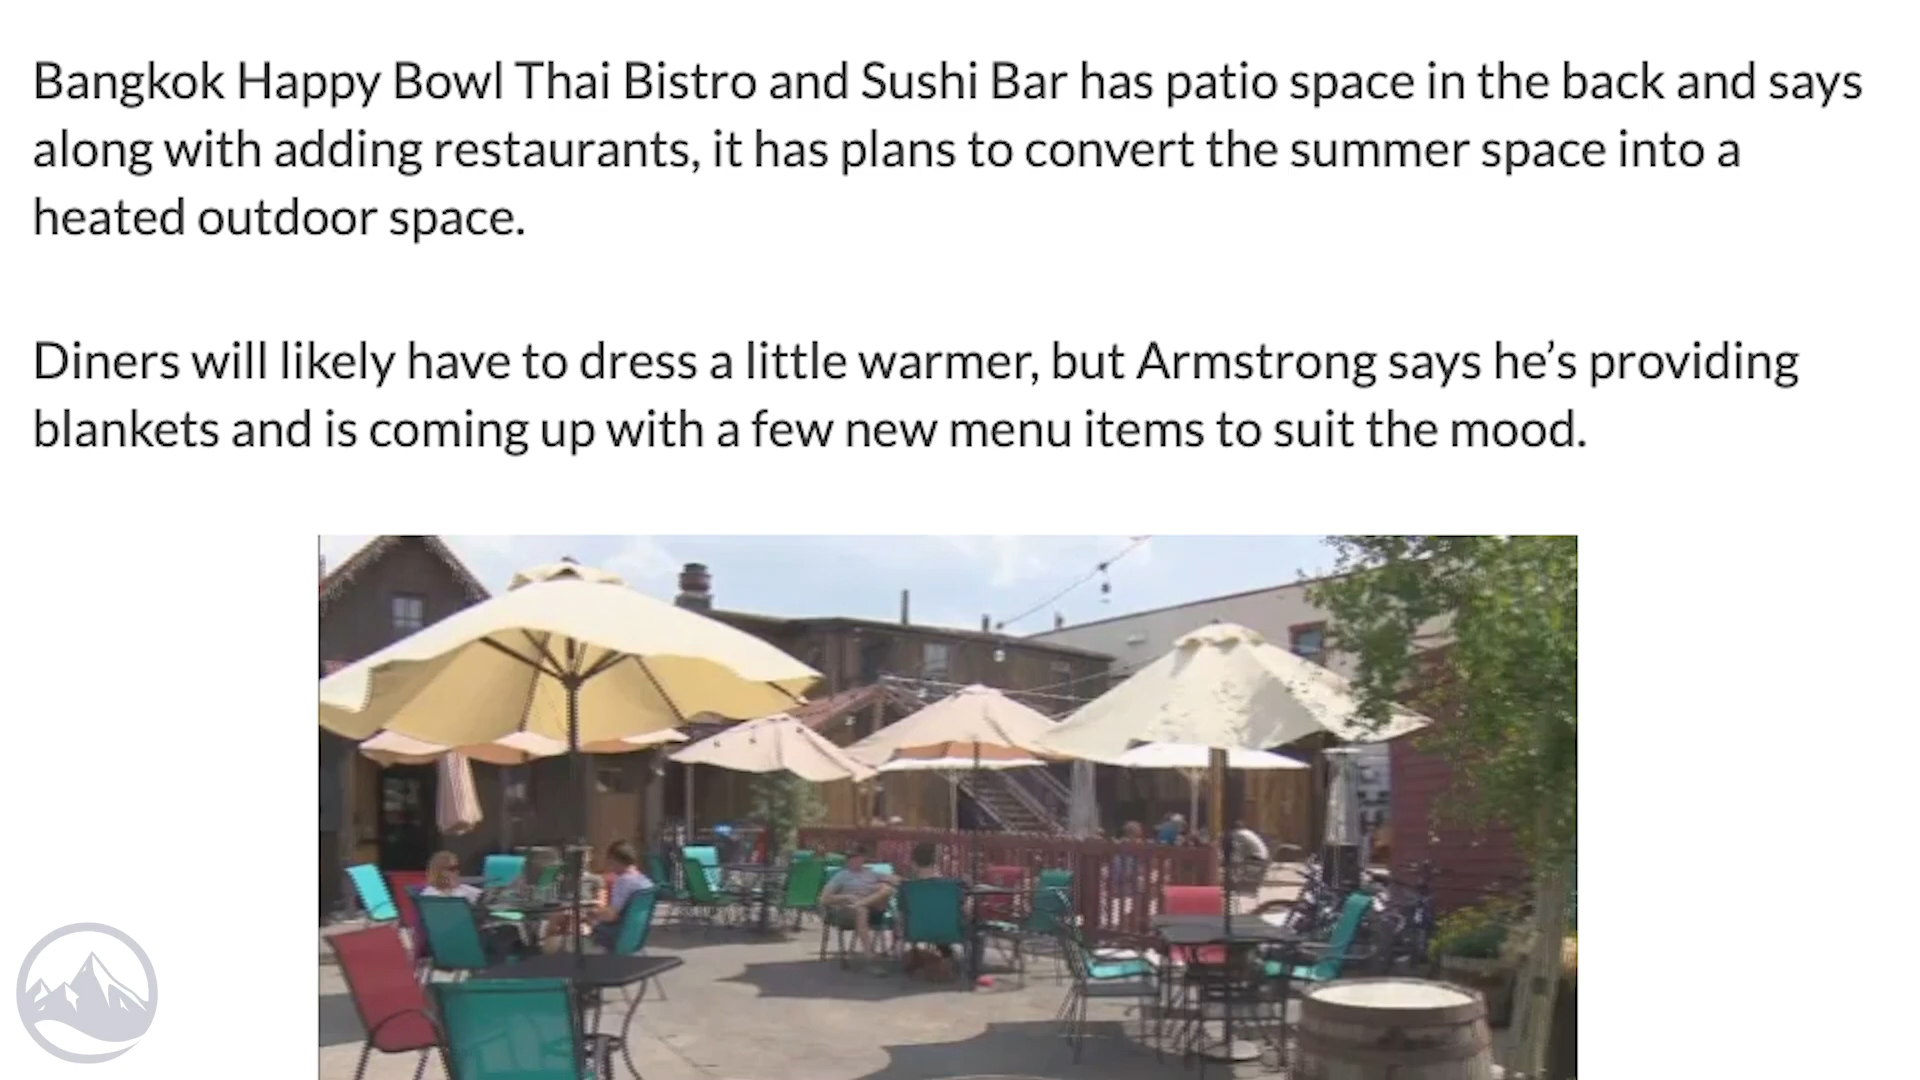 Bangkok Happy Bowl Thai Bistro and Sushi Bar has patio space in the back and says
along with adding restaurants, it has plans to convert the summer space into a
heated outdoor space.
Diners will likely have to dress a little warmer, but Armstrong says he’s providing
blankets and is coming up with a few new menu items to suit the mood.